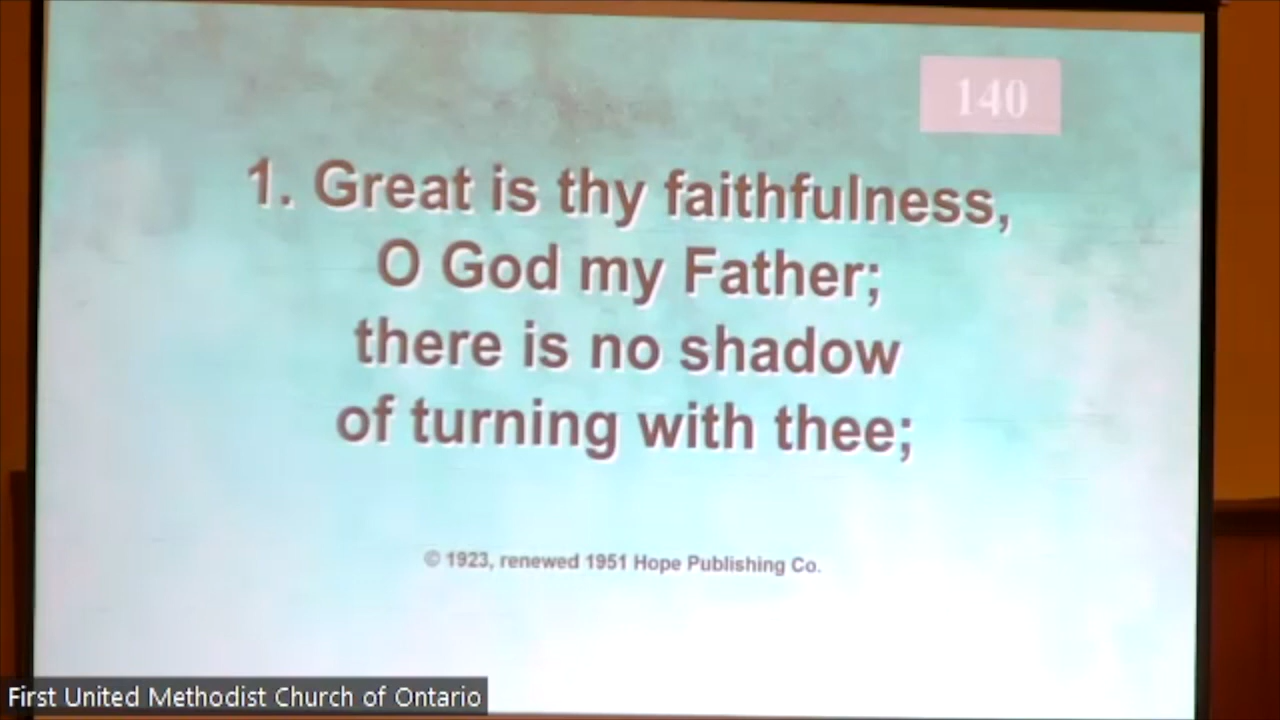 140
1. Great is thy faithfulness,
O God my Father;
there is no shadow
of turning with thee;
© 1923, renewed 1951 Hope Publishing Co.
First United Methodist Church of Ontario